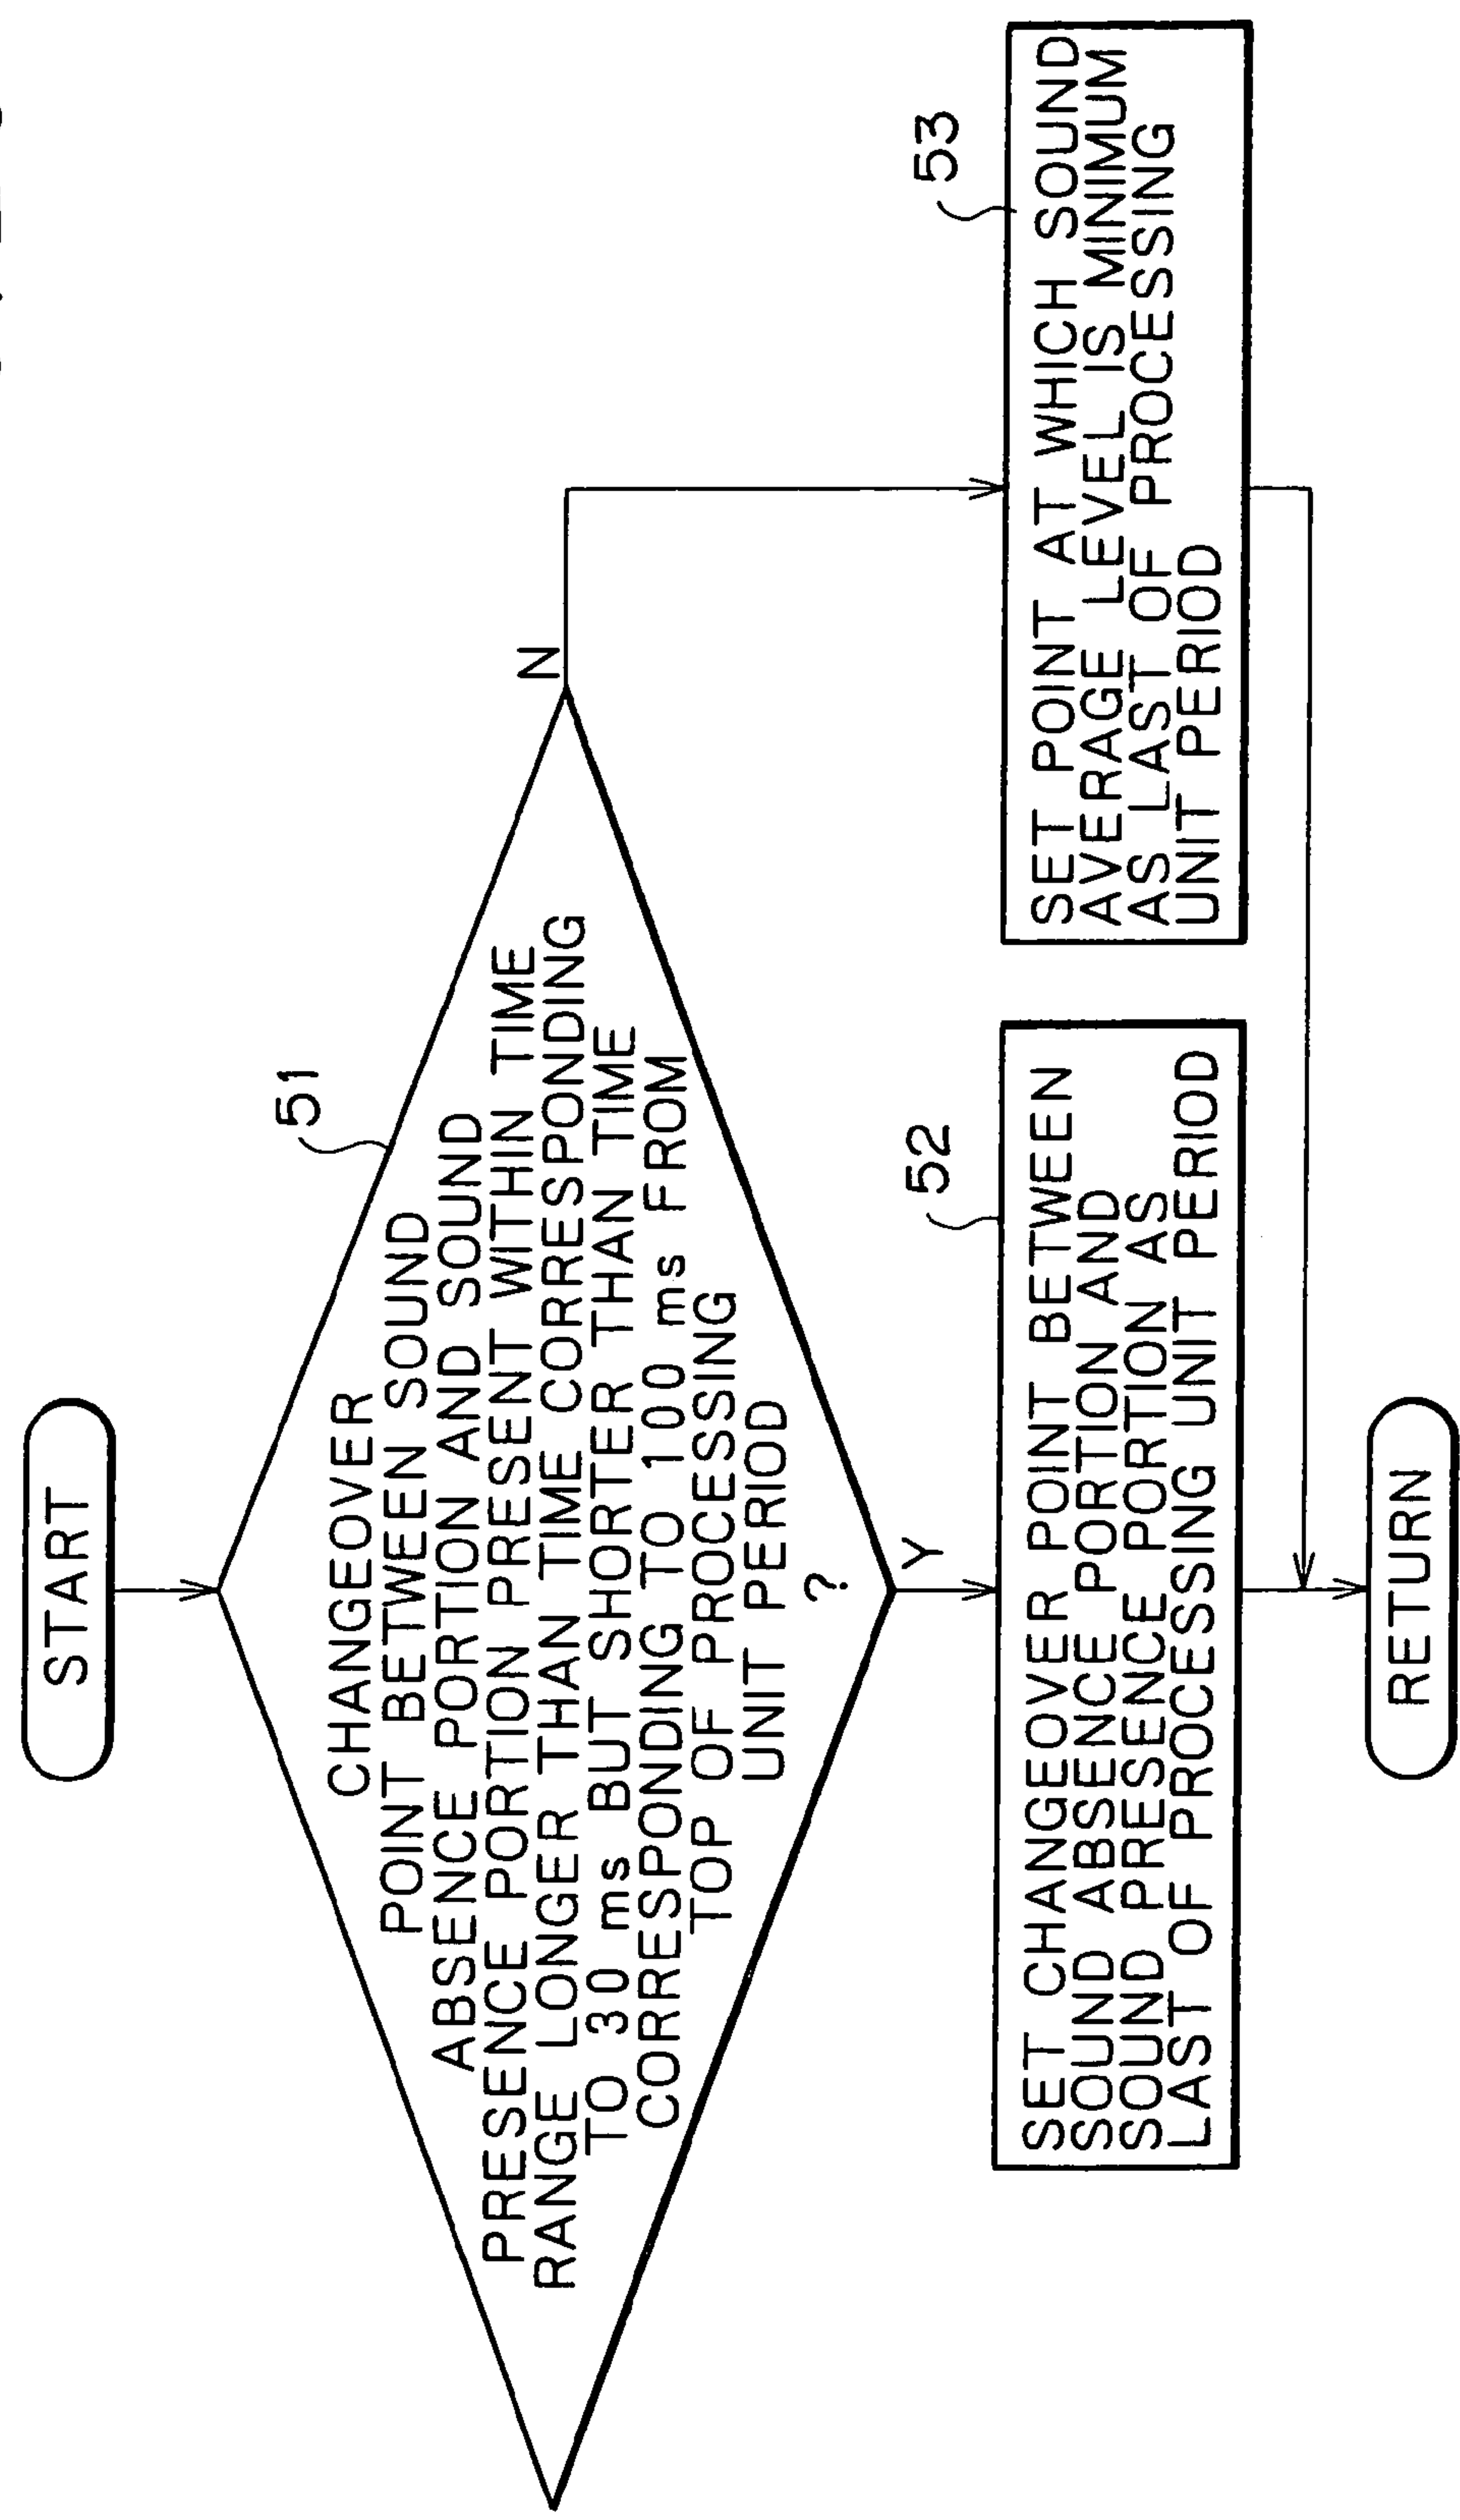 START
51
CHANGEOVER
POINT BETWEEN SOUND
ABSENCE PORTION AND SOUND
PRESENCE PORTION PRESENT WITHIN TIME
RANGE LONGER THAN TIME CORRESPONDING
TO 30 ms BUT SHORTER THAN TIME
CORRESPONDING TO 100 ms FROM
TOP OF PROCESSING
UNIT PERIOD
?
N
Y
52
SET CHANGEOVER POINT BETWEEN
SOUND ABSENCE PORTION AND
SOUND PRESENCE PORTION AS
LAST OF PROCESSING UNIT PERIOD
53
SET POINT AT WHICH SOUND
AVERAGE LEVEL IS MINIMUM
AS LAST OF PROCESSING
UNIT PERIOD
RETURN